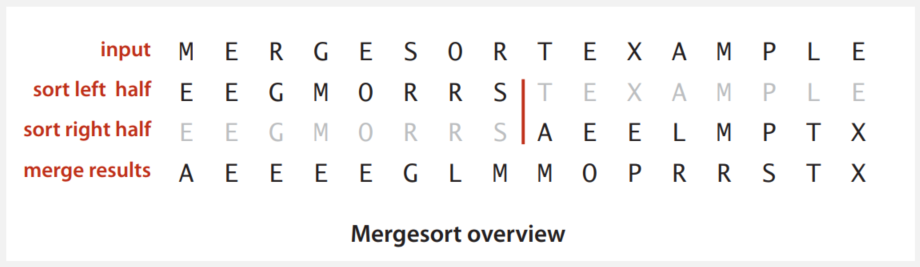 input M E R G E S O R T E X A M P L E
sort left half E E G M O R R S T E X A M P L E
sort right half E E G M O R R S A E E L M P T X
merge results A E E E E G L M M O P R R S T X
Mergesort overview